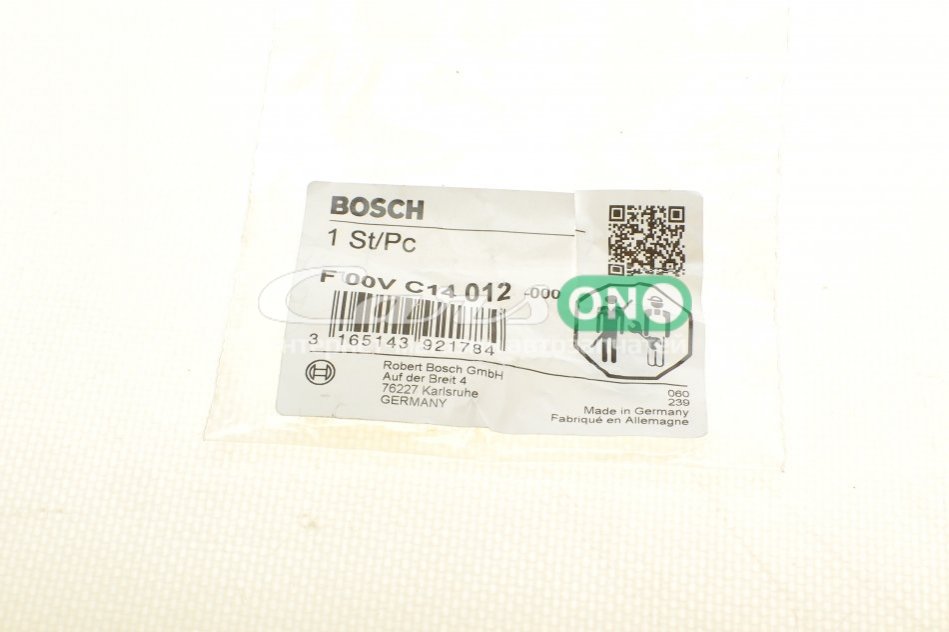 BOSCH
1 St/Pc
F 00V C14 012 -000
3 165143 921784
Robert Bosch GmbH
Auf der Breit 4
76227 Karlsruhe
GERMANY
060
239
Made in Germany
Fabriqué en Allemagne